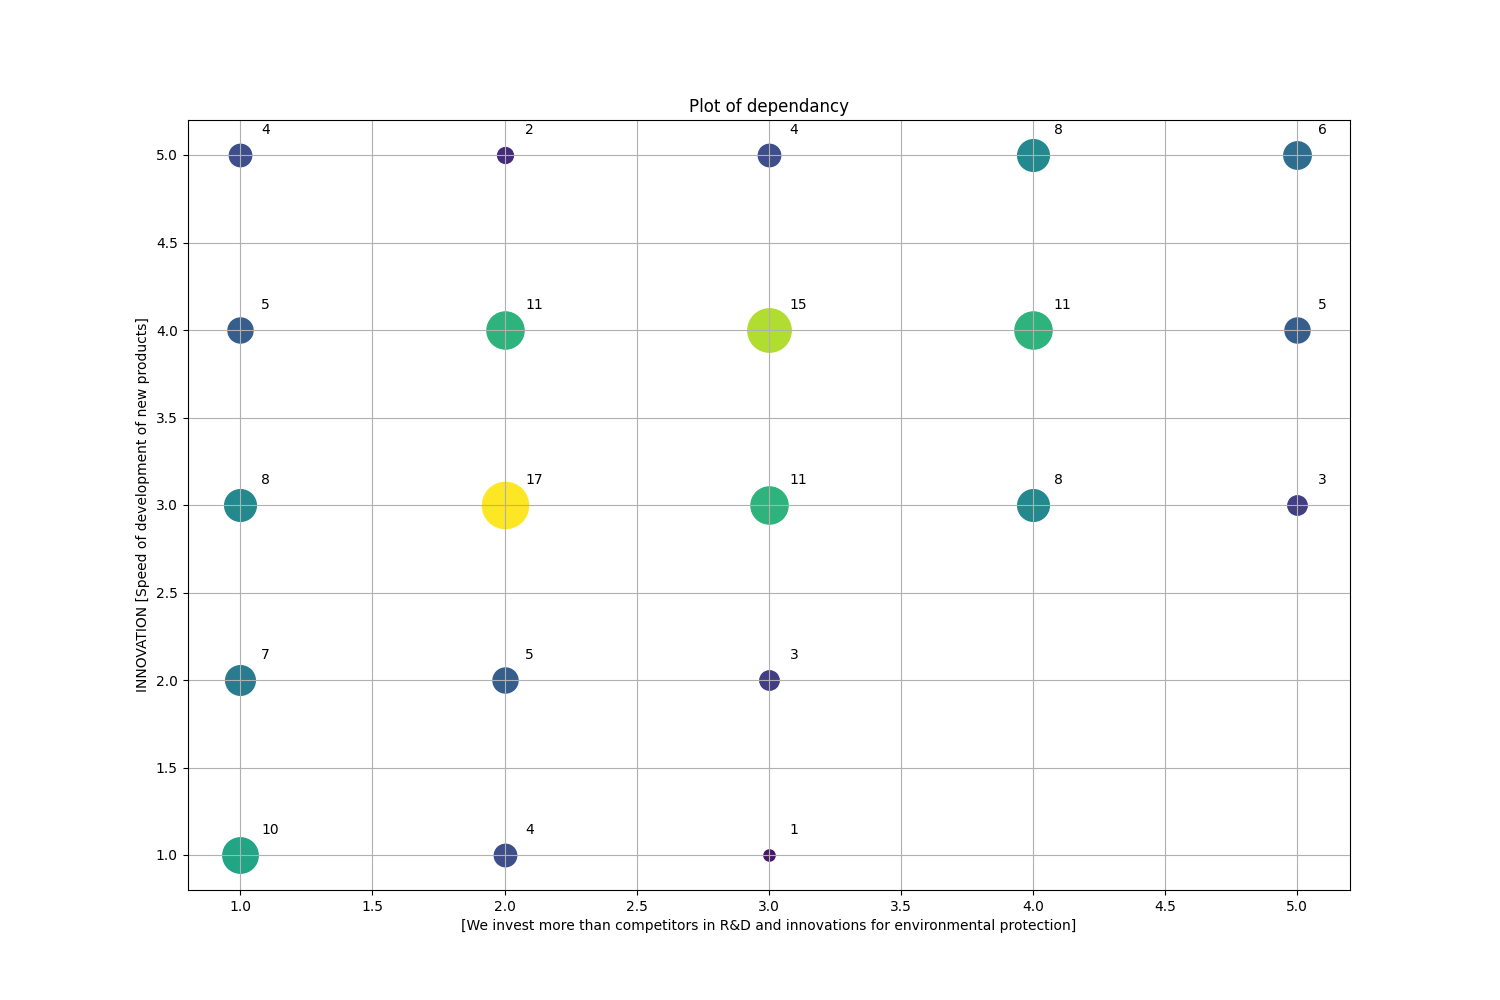 Plot of dependancy
4 2 4 8 6
5.0
4.5
5 11 15 11 5
4.0
3.5
8 17 11 8 3
3.0
2.5
7 5 3
2.0
1.5
10 4 1
1.0
INNOVATION [Speed of development of new products]
1.0 1.5 2.0 2.5 3.0 3.5 4.0 4.5 5.0
[We invest more than competitors in R&D and innovations for environmental protection]